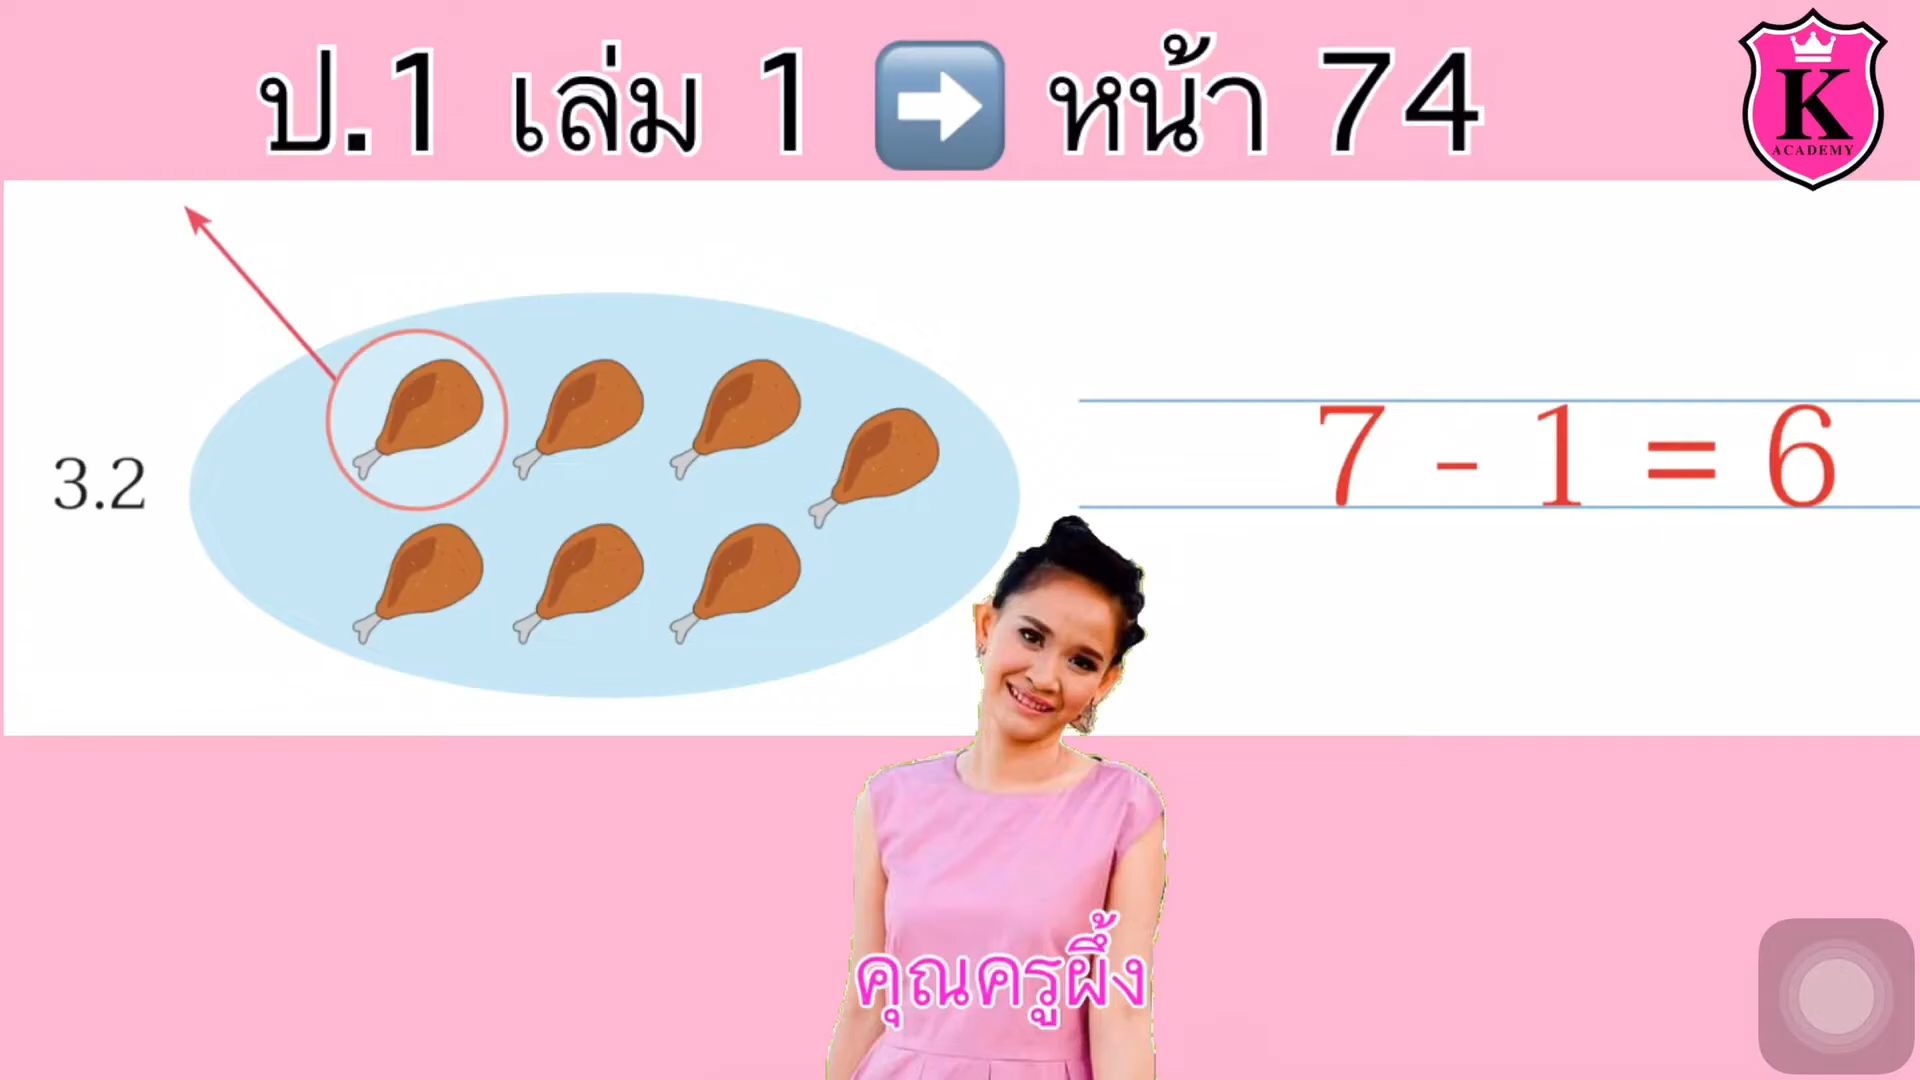 ป.1 เล่ม 1 ➡ หน้า 74
K
ACADEMY
3.2
7 - 1 = 6
คุณครูผึ้ง